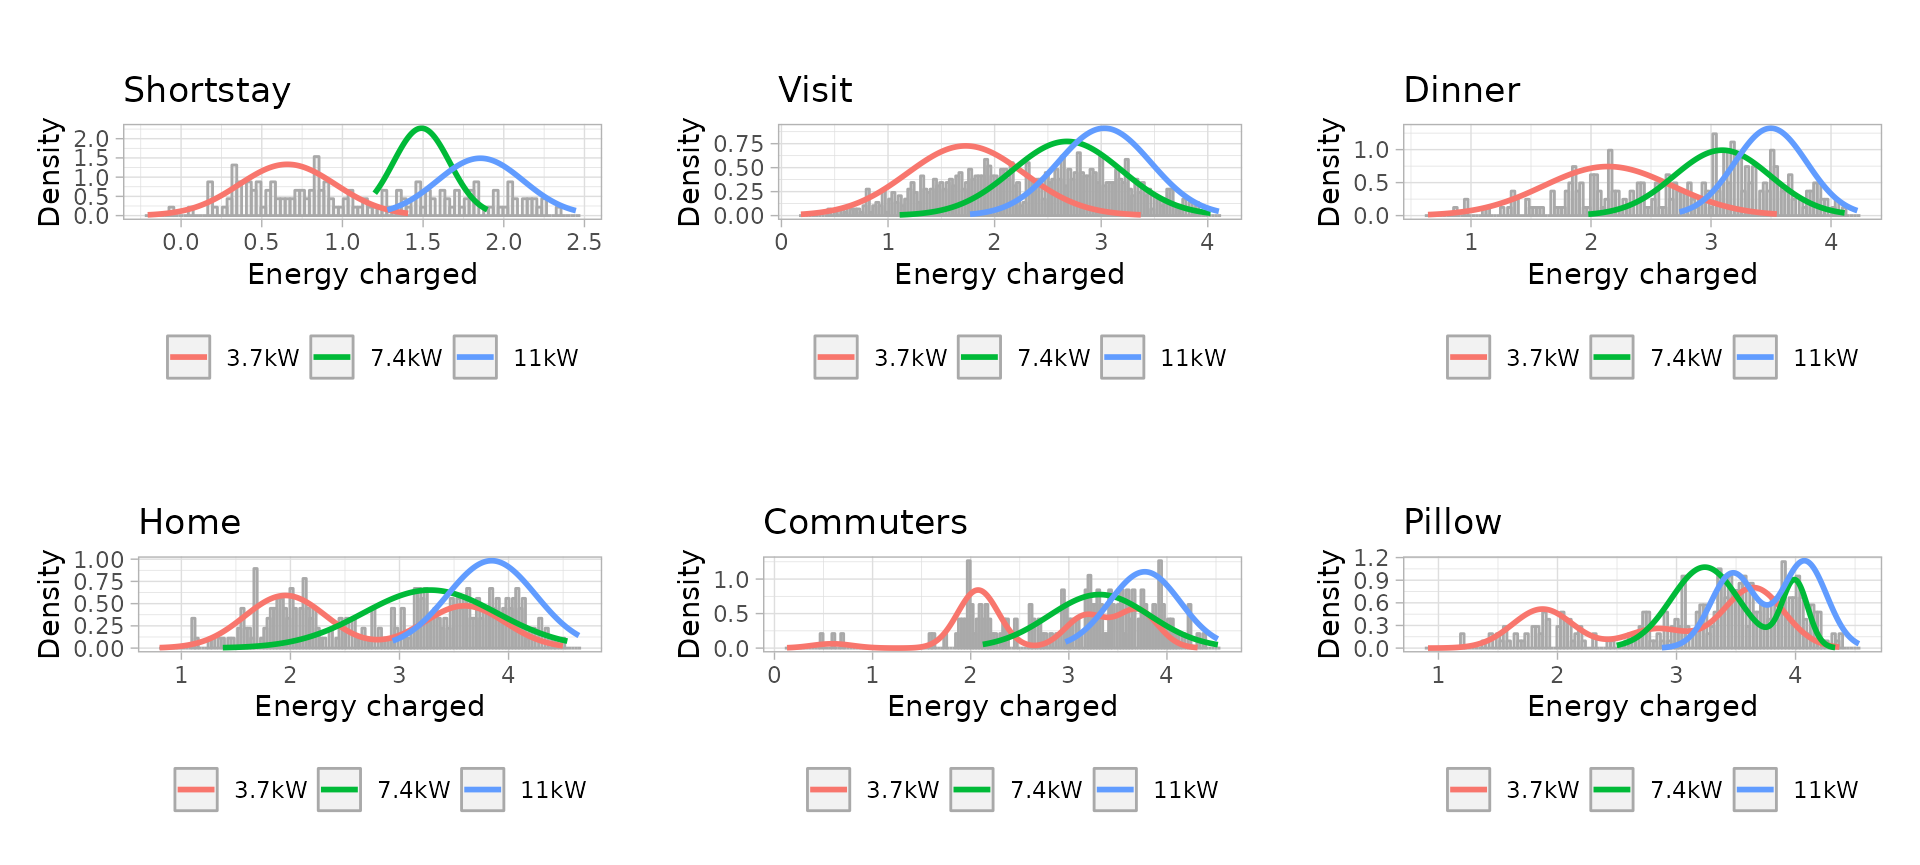 Shortstay
Density
2.0
1.5
1.0
0.5
0.0
0.0 0.5 1.0 1.5 2.0 2.5
Energy charged
3.7kW 7.4kW 11kW
Visit
Density
0.75
0.50
0.25
0.00
0 1 2 3 4
Energy charged
3.7kW 7.4kW 11kW
Dinner
Density
1.0
0.5
0.0
1 2 3 4
Energy charged
3.7kW 7.4kW 11kW
Home
Density
1.00
0.75
0.50
0.25
0.00
1 2 3 4
Energy charged
3.7kW 7.4kW 11kW
Commuters
Density
1.0
0.5
0.0
0 1 2 3 4
Energy charged
3.7kW 7.4kW 11kW
Pillow
Density
1.2
0.9
0.6
0.3
0.0
1 2 3 4
Energy charged
3.7kW 7.4kW 11kW